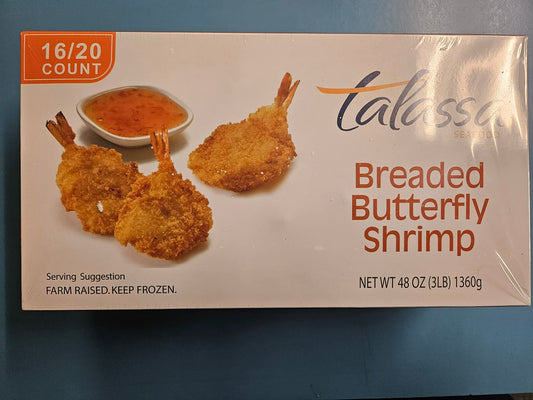 16/20
COUNT
Talassa
SEAFOOD
Breaded
Butterfly
Shrimp
Serving Suggestion
FARM RAISED. KEEP FROZEN.
NET WT 48 OZ (3LB) 1360g